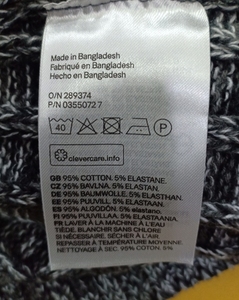 Made in Bangladesh
Fabriqué en Bangladesh
Hecho en Bangladesh
O/N 289374
P/N 0355072 7
40
P
clevercare.info
GB 95% COTTON. 5% ELASTANE.
CZ 95% BAVLNA. 5% ELASTAN.
DE 95% BAUMWOLLE. 5% ELASTHAN.
EE 95% PUUVILL. 5% ELASTAAN.
ES 95% ALGODÓN. 5% elastano.
FI 95% PUUVILLAA. 5% ELASTAANIA.
FR LAVER À LA MACHINE À L'EAU
TIÈDE. BLANCHIR SANS CHLORE
SI NÉCESSAIRE. SÉCHER À L'AIR.
REPASSER À TEMPÉRATURE MOYENNE.
NETTOYAGE À SEC. 95% COTON. 5%